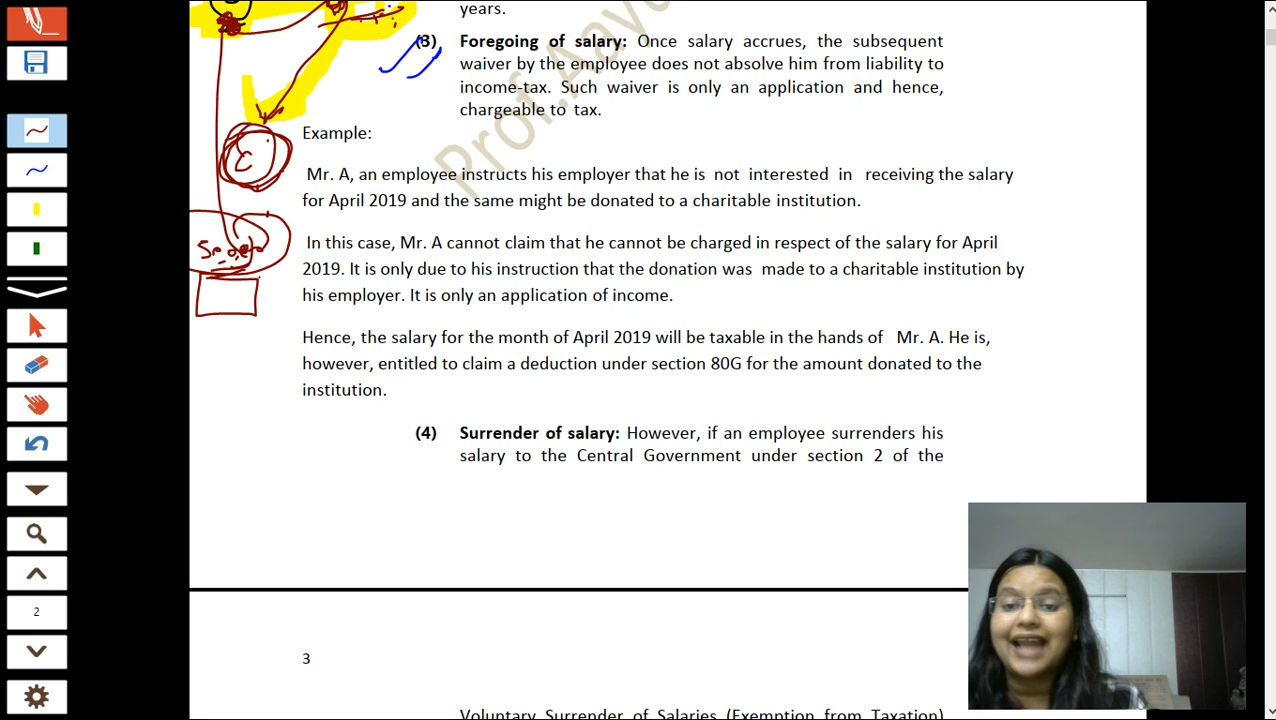 years.
(3) Foregoing of salary: Once salary accrues, the subsequent
waiver by the employee does not absolve him from liability to
income-tax. Such waiver is only an application and hence,
chargeable to tax.
Example:
Mr. A, an employee instructs his employer that he is not interested in receiving the salary
for April 2019 and the same might be donated to a charitable institution.
In this case, Mr. A cannot claim that he cannot be charged in respect of the salary for April
2019. It is only due to his instruction that the donation was made to a charitable institution by
his employer. It is only an application of income.
Hence, the salary for the month of April 2019 will be taxable in the hands of Mr. A. He is,
however, entitled to claim a deduction under section 80G for the amount donated to the
institution.
(4) Surrender of salary: However, if an employee surrenders his
salary to the Central Government under section 2 of the
3
Voluntary Surrender of Salaries (Exemption from Taxation)
2